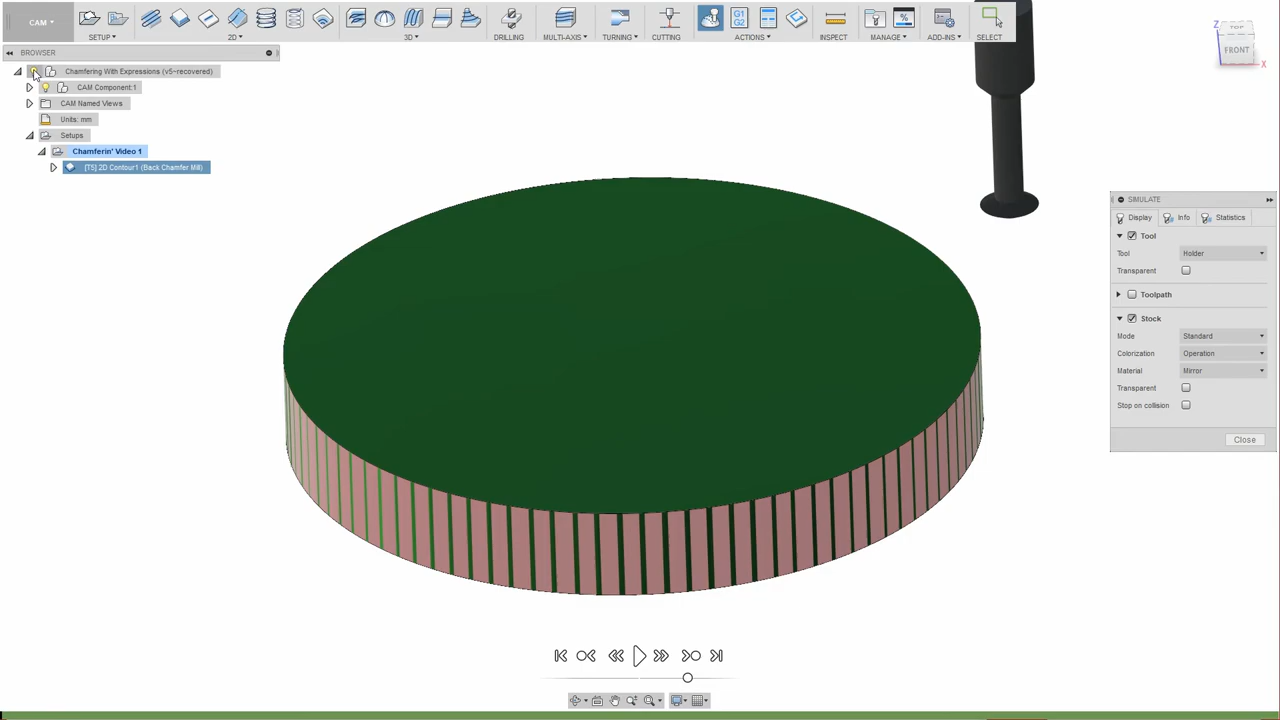 CAM
G1
G2
%
SETUP
2D
3D
DRILLING
MULTI-AXIS
TURNING
CUTTING
ACTIONS
INSPECT
MANAGE
ADD-INS
SELECT
BROWSER
Chamfering With Expressions (v5~recovered)
CAM Component:1
CAM Named Views
Units: mm
Setups
Chamferin' Video 1
[T5] 2D Contour1 (Back Chamfer Mill)
Z
TOP
FRONT
X
SIMULATE
Display
Info
Statistics
Tool
Tool
Holder
Transparent
Toolpath
Stock
Mode
Standard
Colorization
Operation
Material
Mirror
Transparent
Stop on collision
Close